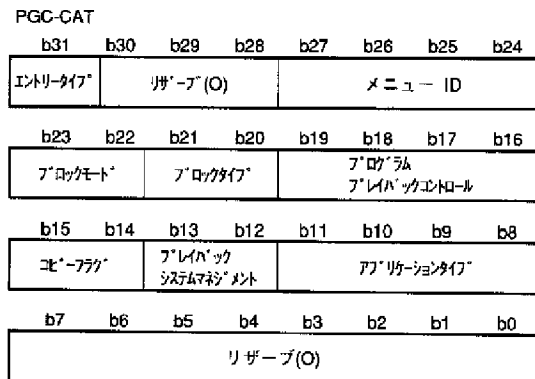 PGC-CAT
b31 b30 b29 b28 b27 b26 b25 b24
エントリータイプ リザーブ(O) メニュー ID
b23 b22 b21 b20 b19 b18 b17 b16
ブロックモード ブロックタイプ プログラム
プレイバックコントロール
b15 b14 b13 b12 b11 b10 b9 b8
コピーフラグ プレイバック
システムマネジメント アプリケーションタイプ
b7 b6 b5 b4 b3 b2 b1 b0
リザーブ(O)